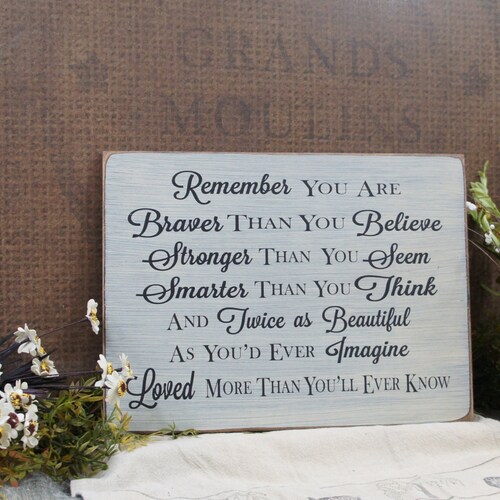 GRANDS
MOULINS
Remember YOU ARE
Braver THAN YOU Believe
Stronger THAN YOU Seem
Smarter THAN YOU Think
AND Twice as Beautiful
AS YOU'D EVER Imagine
Loved MORE THAN YOU'LL EVER KNOW